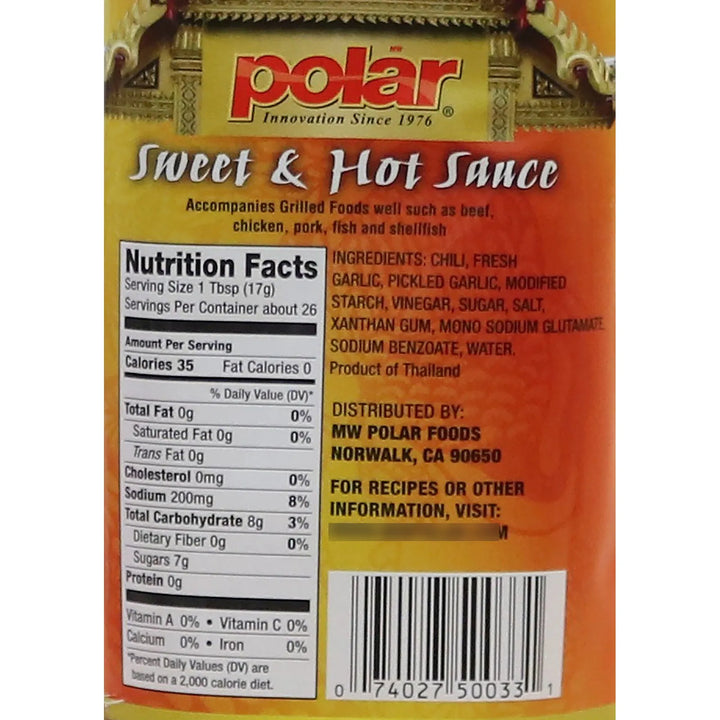 MW
polar®
Innovation Since 1976
Sweet & Hot Sauce
Accompanies Grilled Foods well such as beef,
chicken, pork, fish and shellfish
Nutrition Facts
Serving Size 1 Tbsp (17g)
Servings Per Container about 26
Amount Per Serving
Calories 35 Fat Calories 0
% Daily Value (DV)*
Total Fat 0g 0%
Saturated Fat 0g 0%
Trans Fat 0g
Cholesterol 0mg 0%
Sodium 200mg 8%
Total Carbohydrate 8g 3%
Dietary Fiber 0g 0%
Sugars 7g
Protein 0g
Vitamin A 0% • Vitamin C 0%
Calcium 0% • Iron 0%
*Percent Daily Values (DV) are
based on a 2,000 calorie diet.
INGREDIENTS: CHILI, FRESH
GARLIC, PICKLED GARLIC, MODIFIED
STARCH, VINEGAR, SUGAR, SALT,
XANTHAN GUM, MONO SODIUM GLUTAMATE,
SODIUM BENZOATE, WATER.
Product of Thailand
DISTRIBUTED BY:
MW POLAR FOODS
NORWALK, CA 90650
FOR RECIPES OR OTHER
INFORMATION, VISIT:
0 74027 50033 1